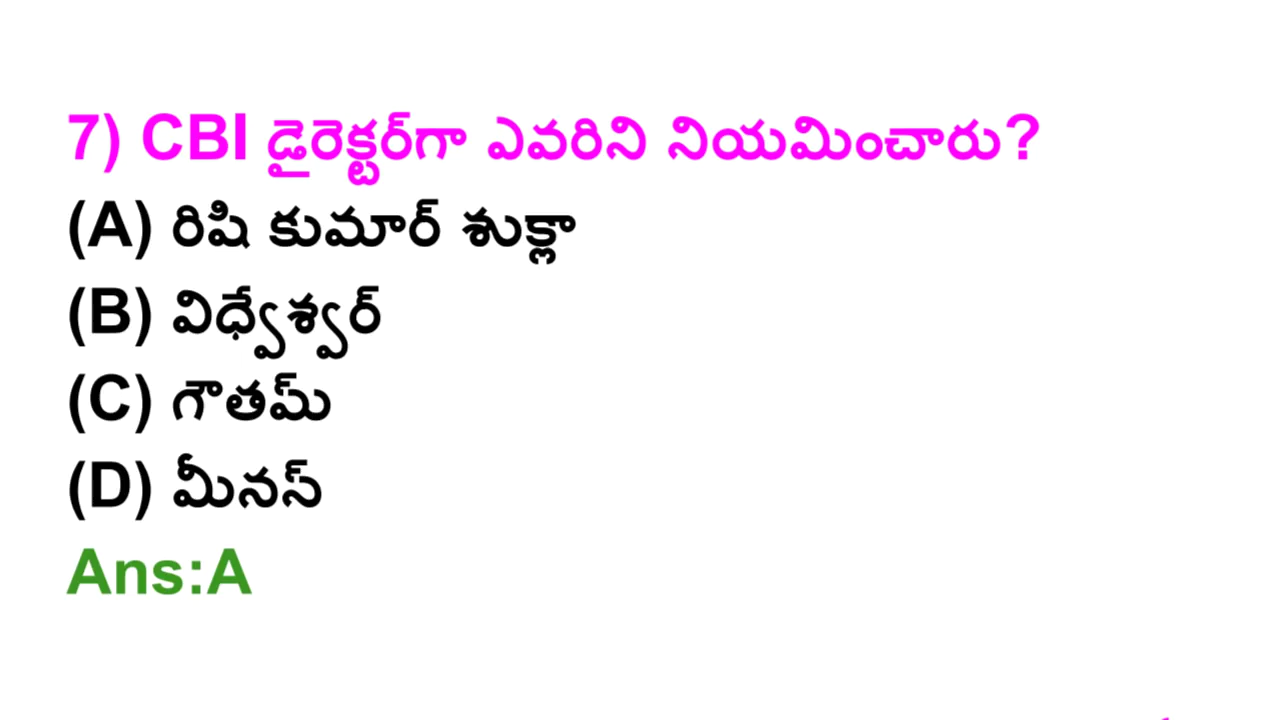 7) CBI డైరెక్టర్‌గా ఎవరిని నియమించారు?
(A) రిషి కుమార్ శుక్లా
(B) విధ్వేశ్వర్
(C) గౌతమ్
(D) మీనస్
Ans:A